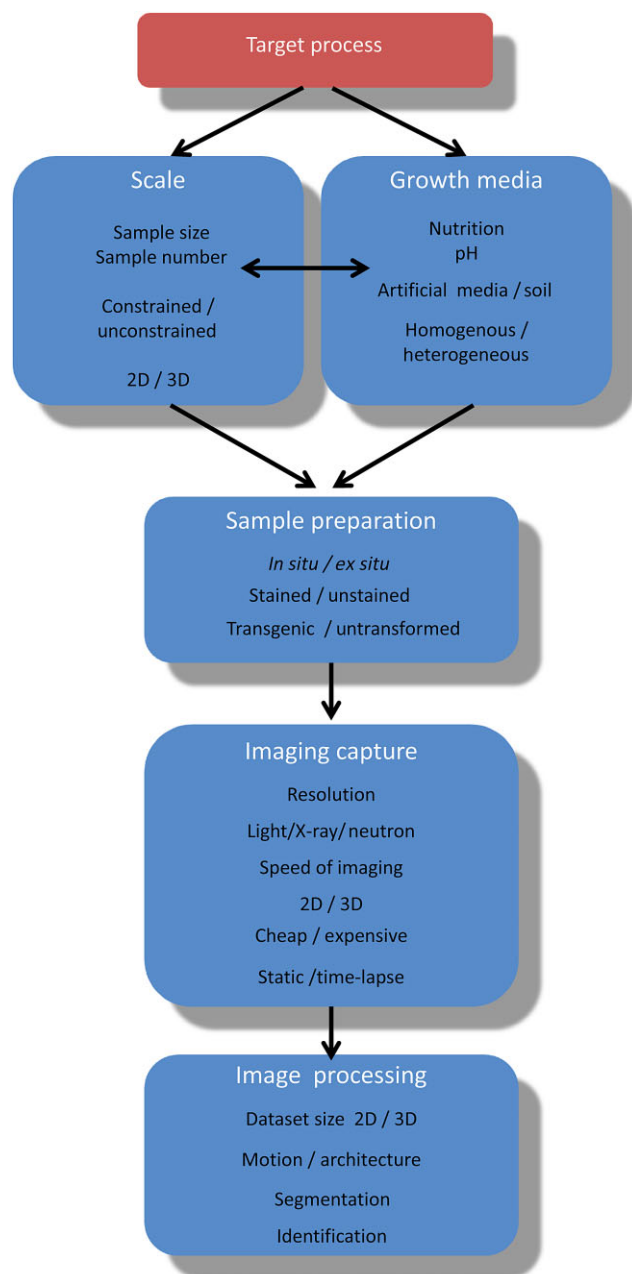 Target process
Scale
Sample size
Sample number
Constrained /
unconstrained
2D / 3D
Growth media
Nutrition
pH
Artificial media / soil
Homogenous /
heterogeneous
Sample preparation
In situ / ex situ
Stained / unstained
Transgenic / untransformed
Imaging capture
Resolution
Light/X-ray/neutron
Speed of imaging
2D / 3D
Cheap / expensive
Static /time-lapse
Image processing
Dataset size 2D / 3D
Motion / architecture
Segmentation
Identification